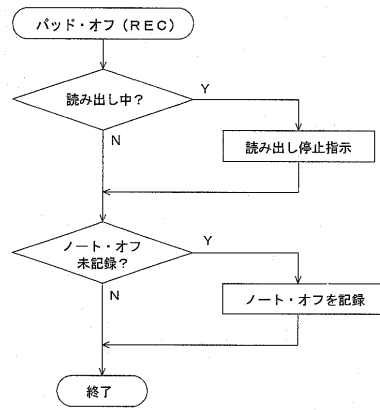 パッド・オフ(REC)
読み出し中?
Y
N
読み出し停止指示
ノート・オフ
未記録?
Y
N
ノート・オフを記録
終了